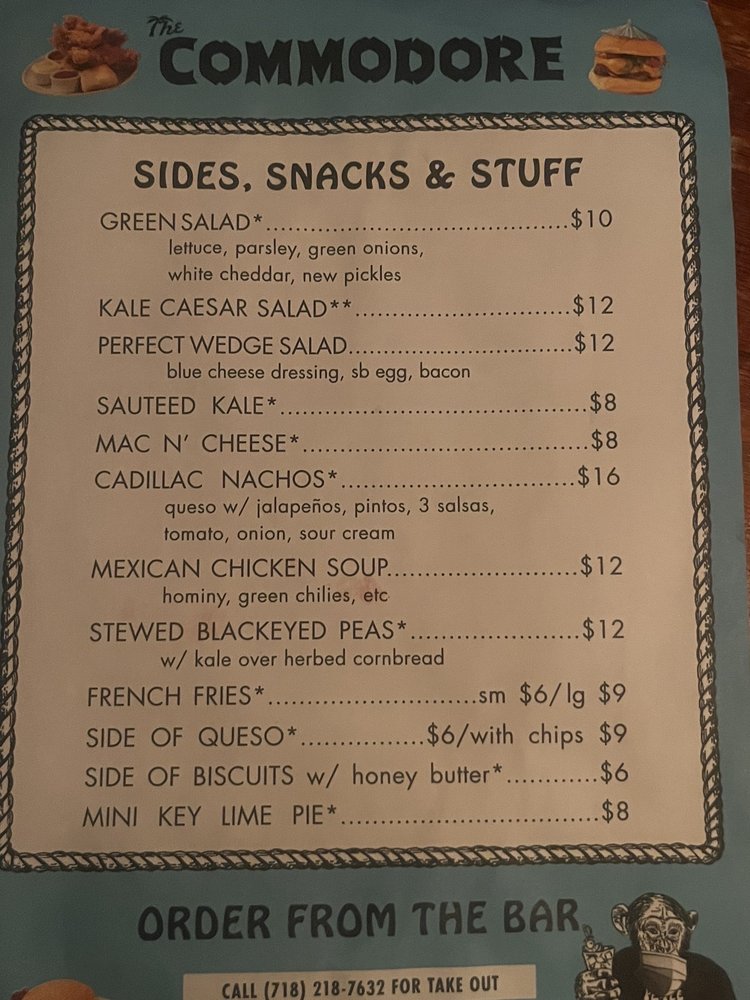 The
COMMODORE
SIDES, SNACKS & STUFF
GREEN SALAD*........................................$10
lettuce, parsley, green onions,
white cheddar, new pickles
KALE CAESAR SALAD**.............................$12
PERFECT WEDGE SALAD..............................$12
blue cheese dressing, sb egg, bacon
SAUTEED KALE*.........................................$8
MAC N' CHEESE*......................................$8
CADILLAC NACHOS*................................$16
queso w/ jalapeños, pintos, 3 salsas,
tomato, onion, sour cream
MEXICAN CHICKEN SOUP.........................$12
hominy, green chilies, etc
STEWED BLACKEYED PEAS*.......................$12
w/ kale over herbed cornbread
FRENCH FRIES*............................sm $6/lg $9
SIDE OF QUESO*................$6/with chips $9
SIDE OF BISCUITS w/ honey butter*............$6
MINI KEY LIME PIE*..................................$8
ORDER FROM THE BAR
CALL (718) 218-7632 FOR TAKE OUT